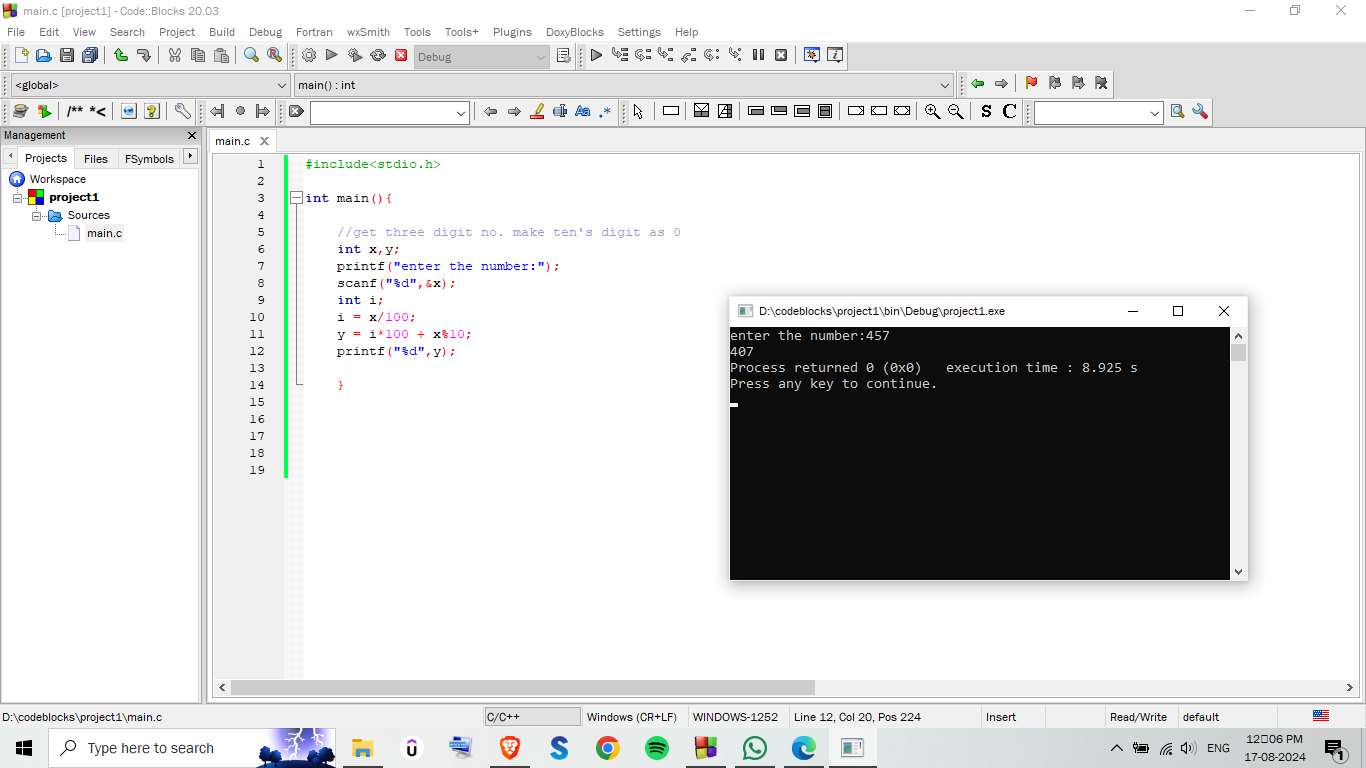 main.c [project1] - Code::Blocks 20.03
File Edit View Search Project Build Debug Fortran wxSmith Tools Tools+ Plugins DoxyBlocks Settings Help
Debug
<global> main() : int
/** *< Aa .* S C
Management
Projects Files FSymbols
Workspace
project1
Sources
main.c
main.c
1 #include<stdio.h>
2
3 int main(){
4
5 //get three digit no. make ten's digit as 0
6 int x,y;
7 printf("enter the number:");
8 scanf("%d",&x);
9 int i;
10 i = x/100;
11 y = i*100 + x%10;
12 printf("%d",y);
13
14 }
15
16
17
18
19
D:\codeblocks\project1\bin\Debug\project1.exe
enter the number:457
407
Process returned 0 (0x0) execution time : 8.925 s
Press any key to continue.
D:\codeblocks\project1\main.c C/C++ Windows (CR+LF) WINDOWS-1252 Line 12, Col 20, Pos 224 Insert Read/Write default
Type here to search
ENG
12▯06 PM
17-08-2024
1